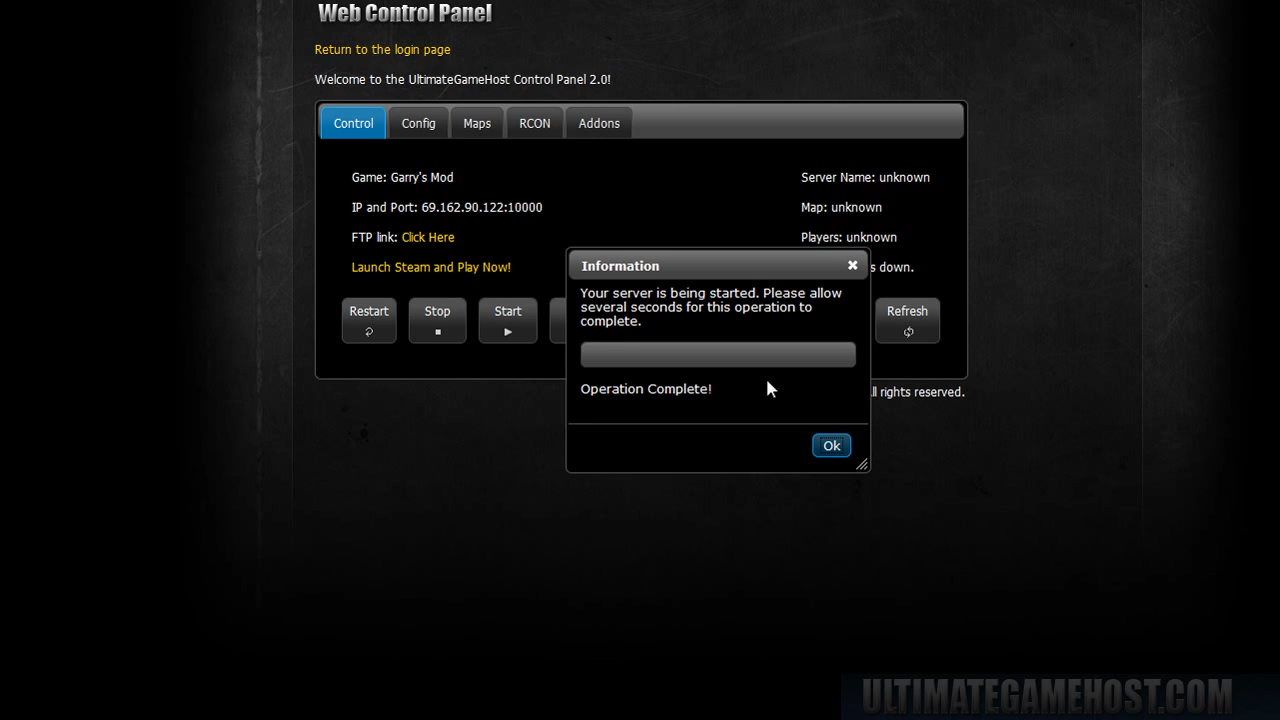 Web Control Panel
Return to the login page
Welcome to the UltimateGameHost Control Panel 2.0!
Control Config Maps RCON Addons
Game: Garry's Mod
Server Name: unknown
IP and Port: 69.162.90.122:10000
Map: unknown
FTP link: Click Here
Players: unknown
Launch Steam and Play Now!
s down.
Information
Your server is being started. Please allow
several seconds for this operation to
complete.
Restart Stop Start Refresh
Operation Complete!
ll rights reserved.
Ok
ULTIMATEGAMEHOST.COM